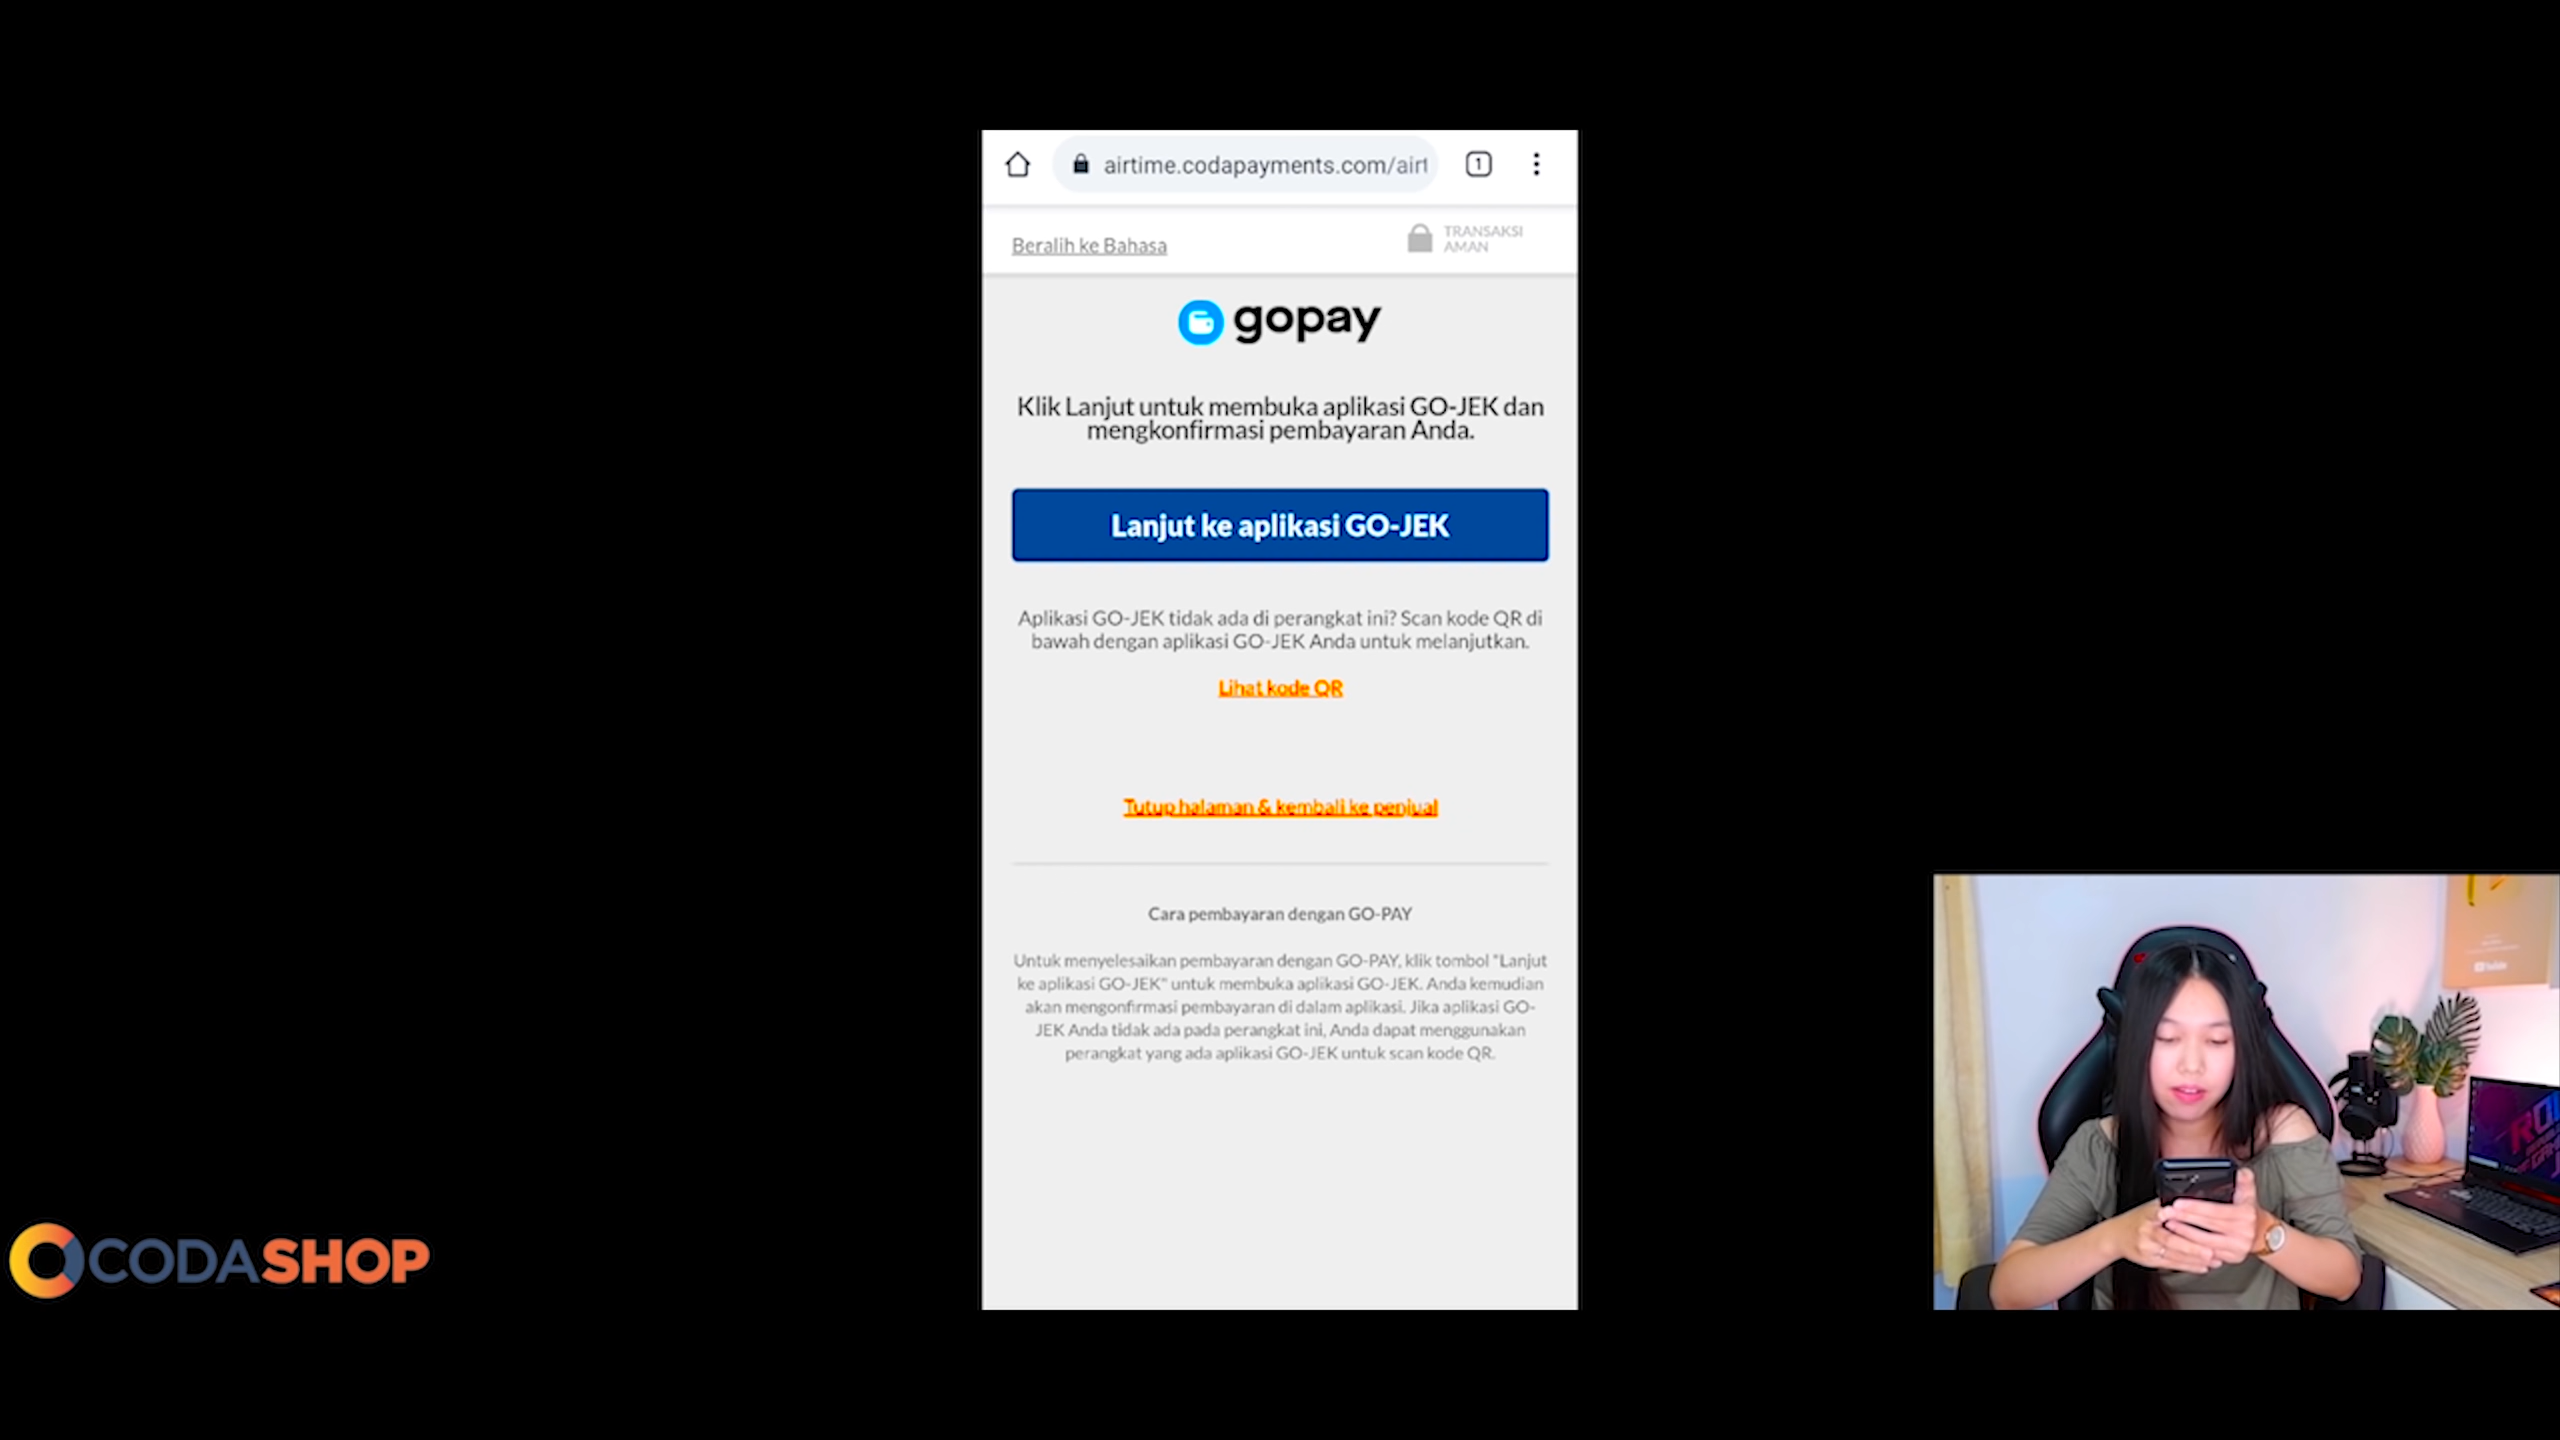 airtime.codapayments.com/airt
1
Beralih ke Bahasa
TRANSAKSI
AMAN
gopay
Klik Lanjut untuk membuka aplikasi GO-JEK dan
mengkonfirmasi pembayaran Anda.
Lanjut ke aplikasi GO-JEK
Aplikasi GO-JEK tidak ada di perangkat ini? Scan kode QR di
bawah dengan aplikasi GO-JEK Anda untuk melanjutkan.
Lihat kode QR
Tutup halaman & kembali ke penjual
Cara pembayaran dengan GO-PAY
Untuk menyelesaikan pembayaran dengan GO-PAY, klik tombol "Lanjut
ke aplikasi GO-JEK" untuk membuka aplikasi GO-JEK. Anda kemudian
akan mengonfirmasi pembayaran di dalam aplikasi. Jika aplikasi GO-
JEK Anda tidak ada pada perangkat ini, Anda dapat menggunakan
perangkat yang ada aplikasi GO-JEK untuk scan kode QR.
CODASHOP